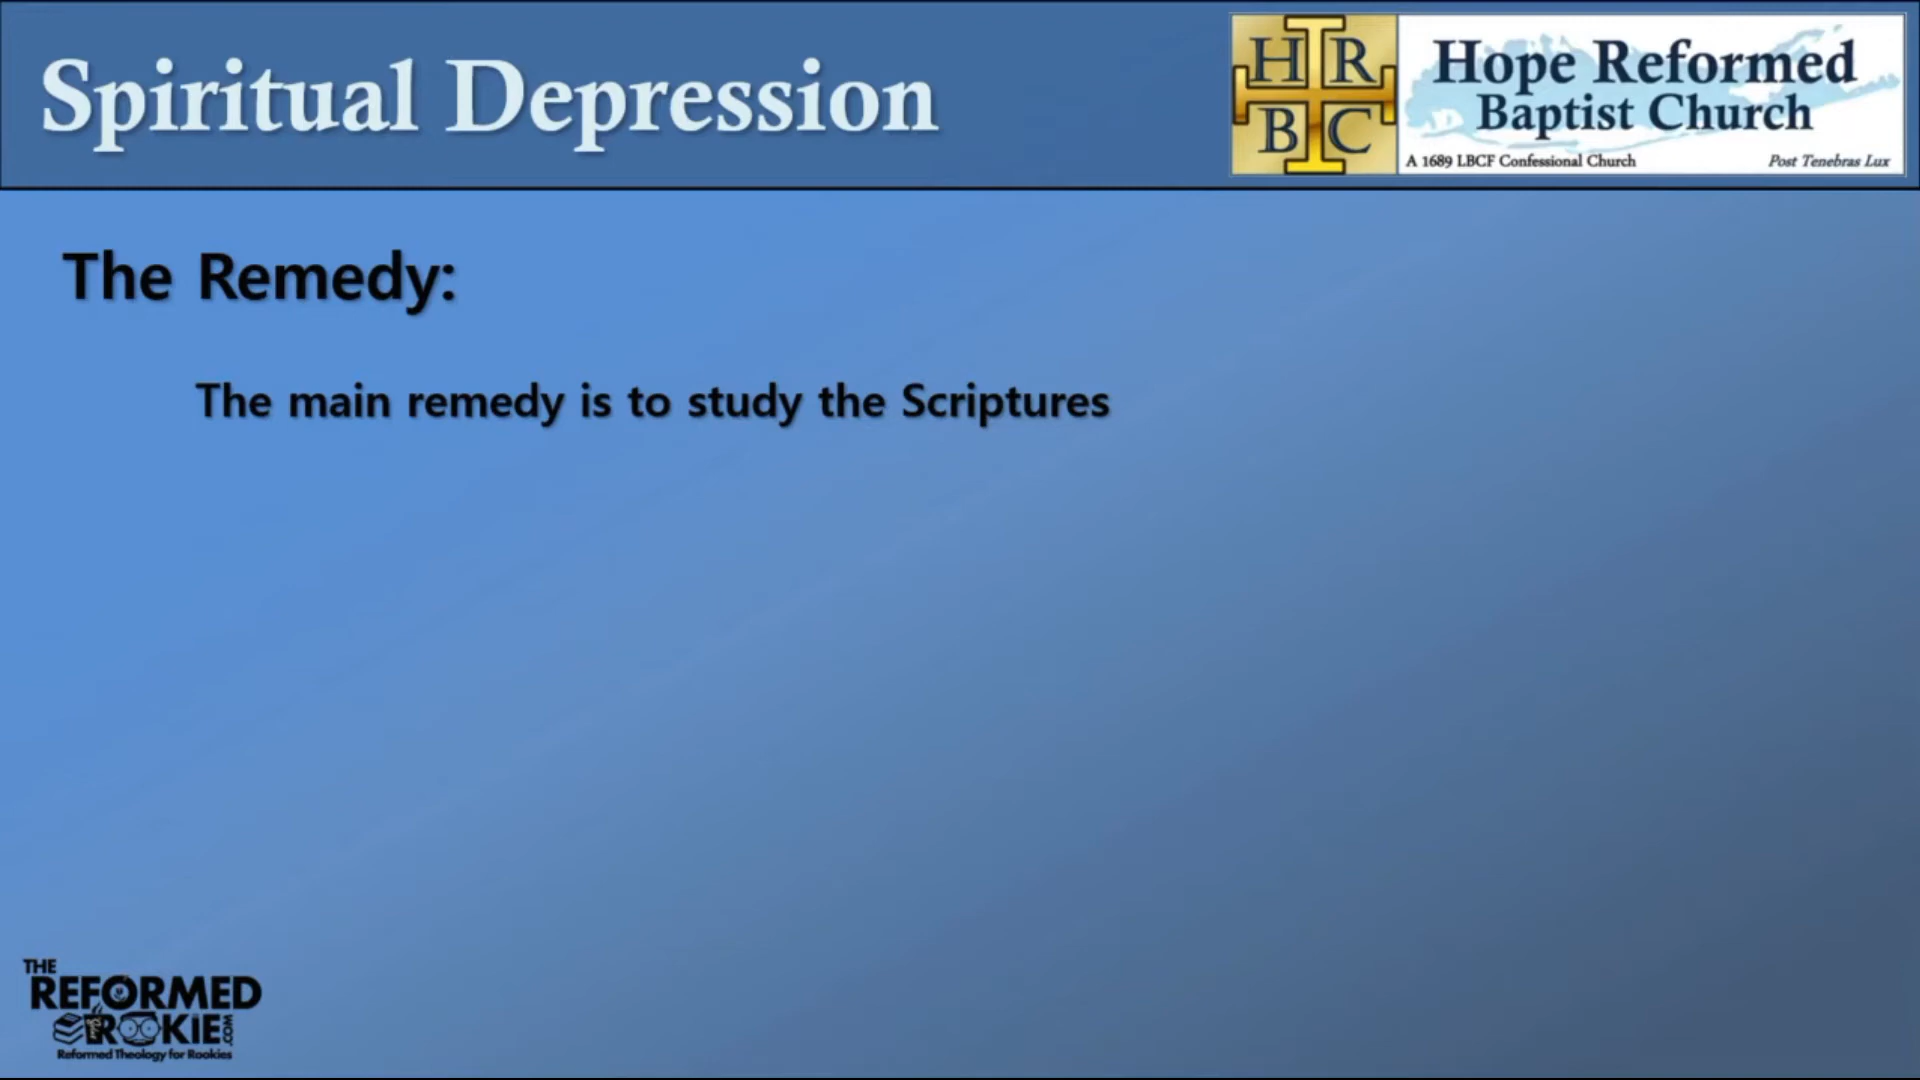 Spiritual Depression
H R
B C
Hope Reformed
Baptist Church
A 1689 LBCF Confessional Church
Post Tenebras Lux
The Remedy:
The main remedy is to study the Scriptures
THE
REFORMED
ROOKIE.COM
Reformed Theology for Rookies